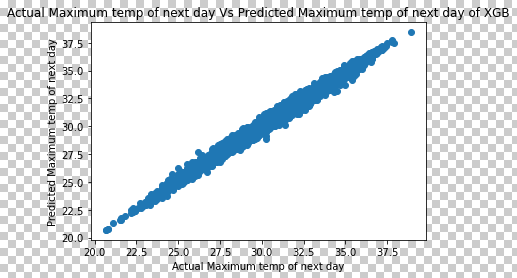 Actual Maximum temp of next day Vs Predicted Maximum temp of next day of XGB
Predicted Maximum temp of next day
37.5
35.0
32.5
30.0
27.5
25.0
22.5
20.0
20.0 22.5 25.0 27.5 30.0 32.5 35.0 37.5
Actual Maximum temp of next day